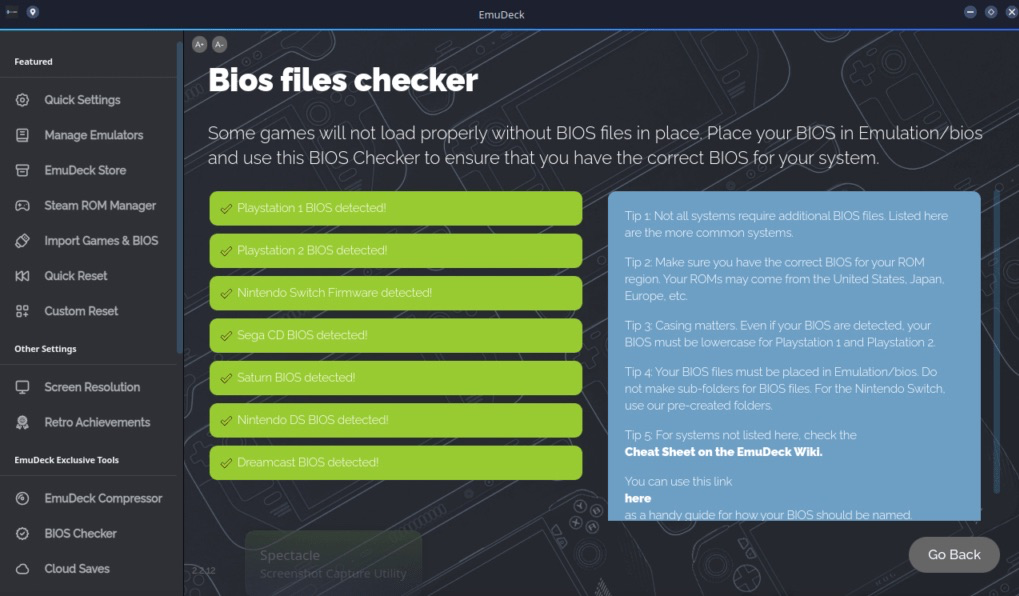 EmuDeck
A+ A-
Featured
Quick Settings
Manage Emulators
EmuDeck Store
Steam ROM Manager
Import Games & BIOS
Quick Reset
Custom Reset
Other Settings
Screen Resolution
Retro Achievements
EmuDeck Exclusive Tools
EmuDeck Compressor
BIOS Checker
Cloud Saves
Bios files checker
Some games will not load properly without BIOS files in place. Place your BIOS in Emulation/bios
and use this BIOS Checker to ensure that you have the correct BIOS for your system.
Playstation 1 BIOS detected!
Playstation 2 BIOS detected!
Nintendo Switch Firmware detected!
Sega CD BIOS detected!
Saturn BIOS detected!
Nintendo DS BIOS detected!
Dreamcast BIOS detected!
Tip 1: Not all systems require additional BIOS files. Listed here
are the more common systems.
Tip 2: Make sure you have the correct BIOS for your ROM
region. Your ROMs may come from the United States, Japan,
Europe, etc.
Tip 3: Casing matters. Even if your BIOS are detected, your
BIOS must be lowercase for Playstation 1 and Playstation 2.
Tip 4: Your BIOS files must be placed in Emulation/bios. Do
not make sub-folders for BIOS files. For the Nintendo Switch,
use our pre-created folders.
Tip 5: For systems not listed here, check the
Cheat Sheet on the EmuDeck Wiki.
You can use this link
here
as a handy guide for how your BIOS should be named.
Spectacle
Screenshot Capture Utility
2.2.12
Go Back